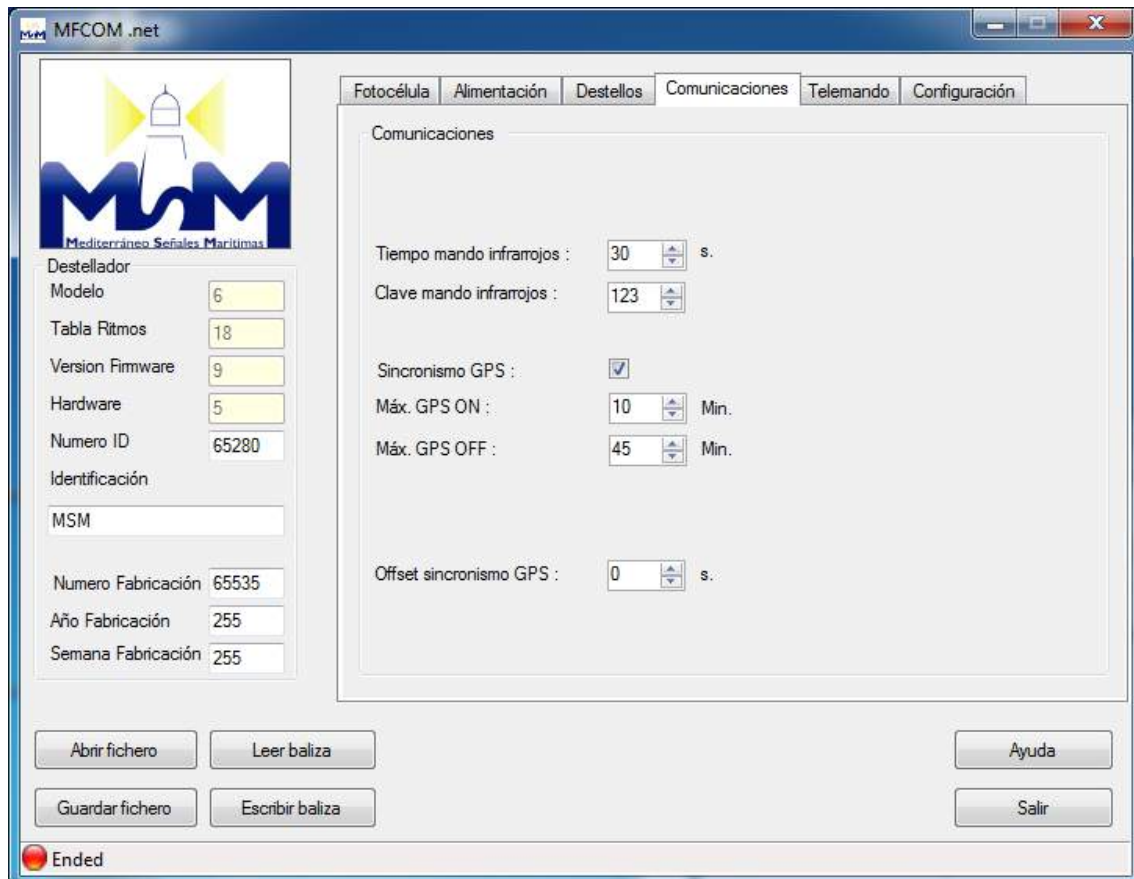 MFCOM .net
MSM
Mediterráneo Señales Marítimas
Destellador
Modelo 6
Tabla Ritmos 18
Version Firmware 9
Hardware 5
Numero ID 65280
Identificación
MSM
Numero Fabricación 65535
Año Fabricación 255
Semana Fabricación 255
Fotocélula Alimentación Destellos Comunicaciones Telemando Configuración
Comunicaciones
Tiempo mando infrarrojos : 30 s.
Clave mando infrarrojos : 123
Sincronismo GPS :
Máx. GPS ON : 10 Min.
Máx. GPS OFF : 45 Min.
Offset sincronismo GPS : 0 s.
Abrir fichero Leer baliza Ayuda
Guardar fichero Escribir baliza Salir
Ended